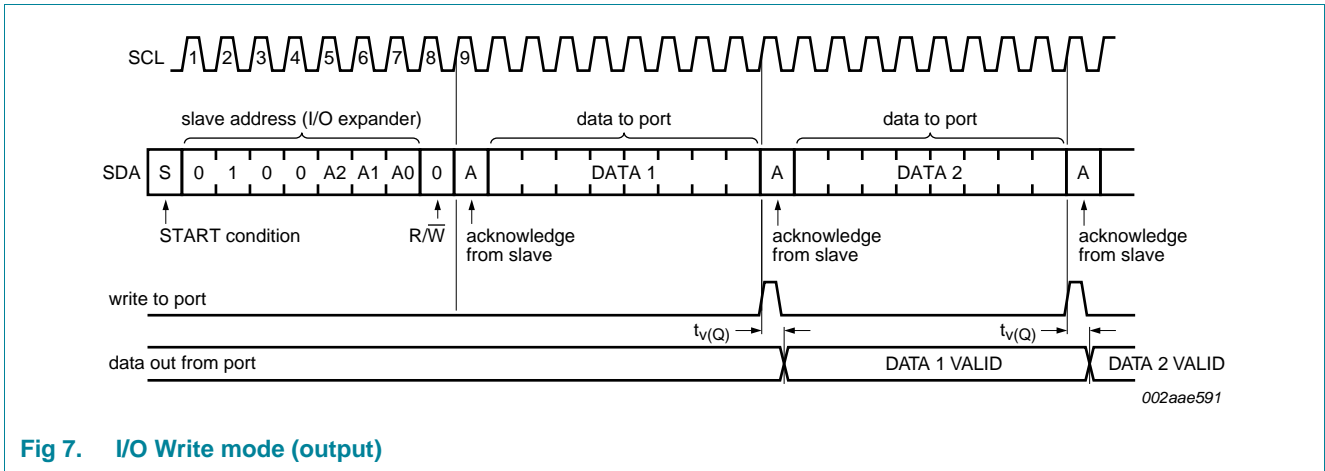 SCL 1 2 3 4 5 6 7 8 9
slave address (I/O expander) data to port data to port
SDA S 0 1 0 0 A2 A1 A0 0 A DATA 1 A DATA 2 A
START condition R/W̅ acknowledge from slave acknowledge from slave acknowledge from slave
write to port
tv(Q) tv(Q)
data out from port DATA 1 VALID DATA 2 VALID
002aae591
Fig 7. I/O Write mode (output)